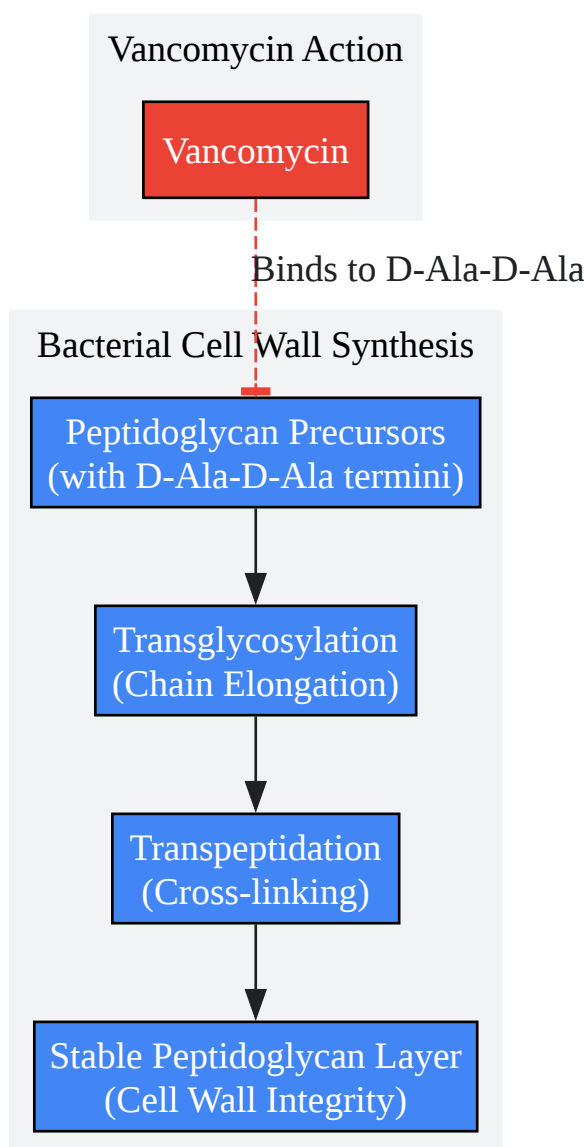 Vancomycin Action
Vancomycin
Binds to D-Ala-D-Ala
Bacterial Cell Wall Synthesis
Peptidoglycan Precursors
(with D-Ala-D-Ala termini)
Transglycosylation
(Chain Elongation)
Transpeptidation
(Cross-linking)
Stable Peptidoglycan Layer
(Cell Wall Integrity)